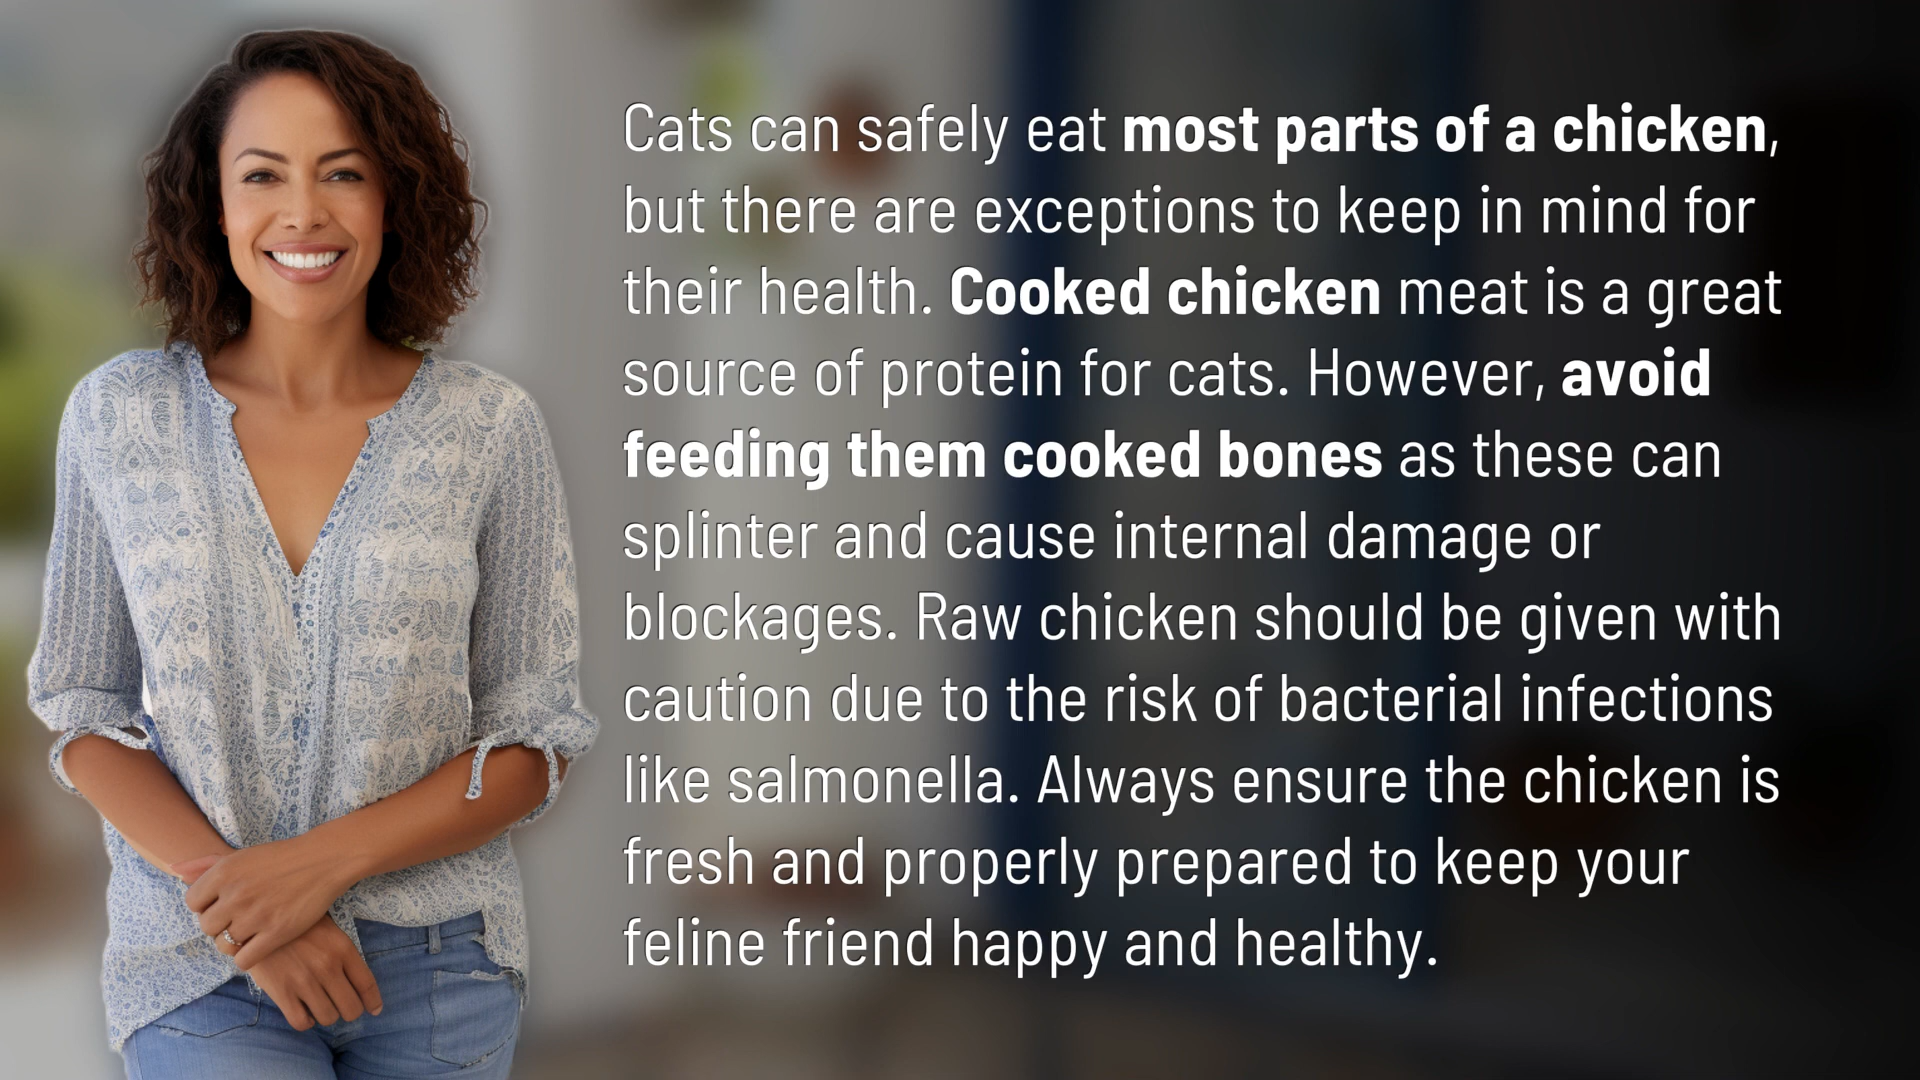 Cats can safely eat most parts of a chicken,
but there are exceptions to keep in mind for
their health. Cooked chicken meat is a great
source of protein for cats. However, avoid
feeding them cooked bones as these can
splinter and cause internal damage or
blockages. Raw chicken should be given with
caution due to the risk of bacterial infections
like salmonella. Always ensure the chicken is
fresh and properly prepared to keep your
feline friend happy and healthy.